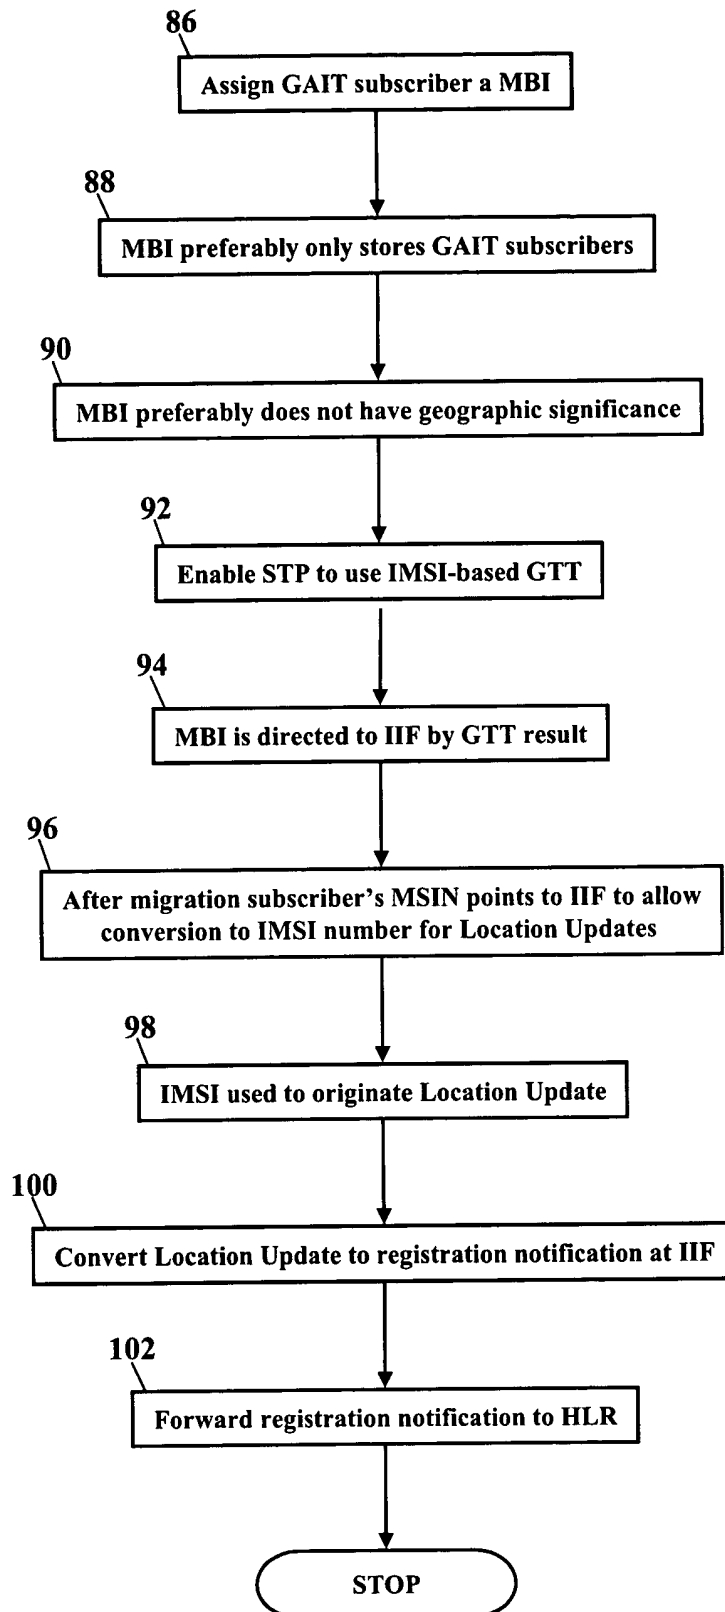 86
Assign GAIT subscriber a MBI
88
MBI preferably only stores GAIT subscribers
90
MBI preferably does not have geographic significance
92
Enable STP to use IMSI-based GTT
94
MBI is directed to IIF by GTT result
96
After migration subscriber's MSIN points to IIF to allow
conversion to IMSI number for Location Updates
98
IMSI used to originate Location Update
100
Convert Location Update to registration notification at IIF
102
Forward registration notification to HLR
STOP